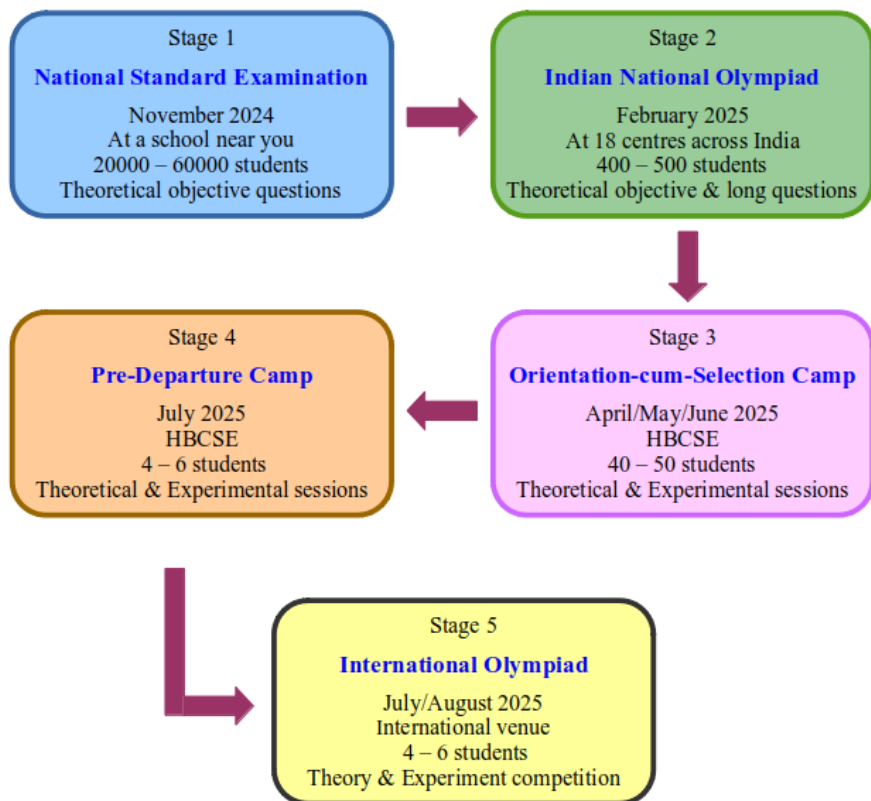 Stage 1
National Standard Examination
November 2024
At a school near you
20000 – 60000 students
Theoretical objective questions
Stage 2
Indian National Olympiad
February 2025
At 18 centres across India
400 – 500 students
Theoretical objective & long questions
Stage 3
Orientation-cum-Selection Camp
April/May/June 2025
HBCSE
40 – 50 students
Theoretical & Experimental sessions
Stage 4
Pre-Departure Camp
July 2025
HBCSE
4 – 6 students
Theoretical & Experimental sessions
Stage 5
International Olympiad
July/August 2025
International venue
4 – 6 students
Theory & Experiment competition